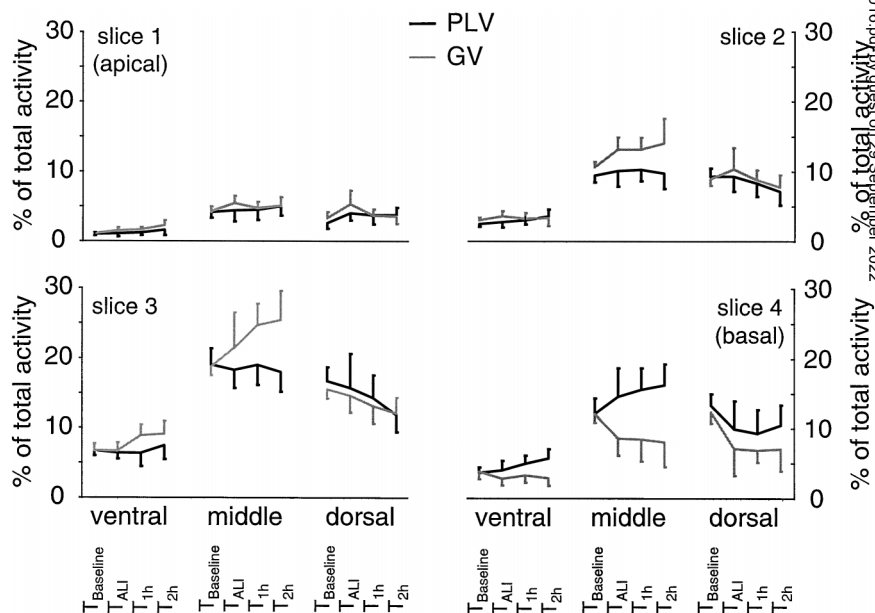 PLV
GV
slice 1
(apical)
% of total activity
30
20
10
0
slice 2
% of total activity
30
20
10
0
slice 3
% of total activity
30
20
10
0
slice 4
(basal)
% of total activity
30
20
10
0
ventral middle dorsal
ventral middle dorsal
TBaseline TALI T1h T2h TBaseline TALI T1h T2h TBaseline TALI T1h T2h
TBaseline TALI T1h T2h TBaseline TALI T1h T2h TBaseline TALI T1h T2h
2022